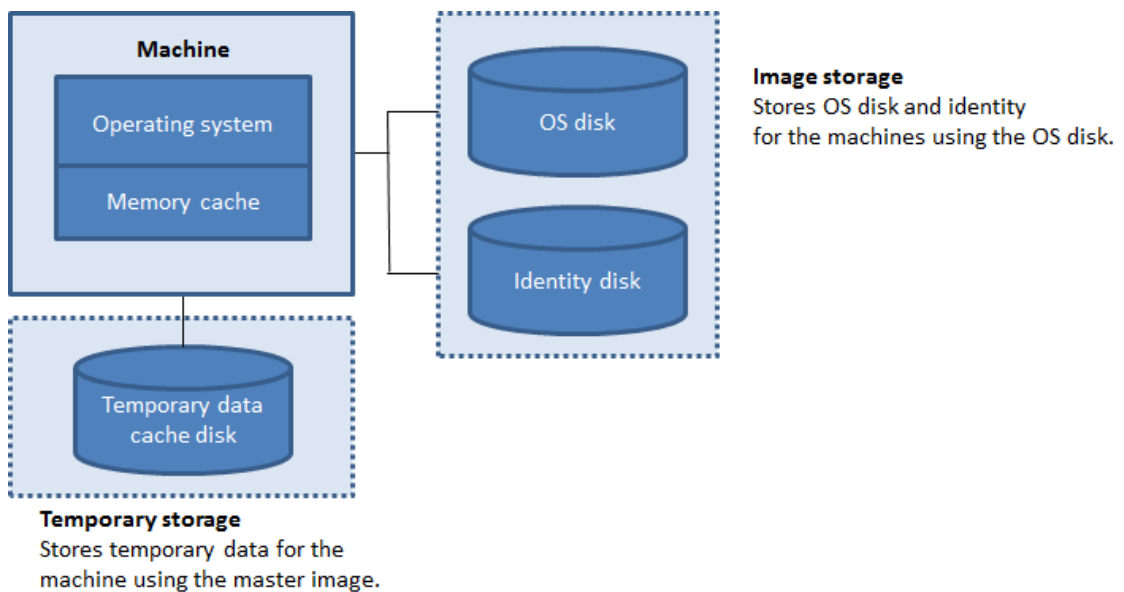 Machine
Operating system
Memory cache
OS disk
Identity disk
Image storage
Stores OS disk and identity
for the machines using the OS disk.
Temporary data
cache disk
Temporary storage
Stores temporary data for the
machine using the master image.